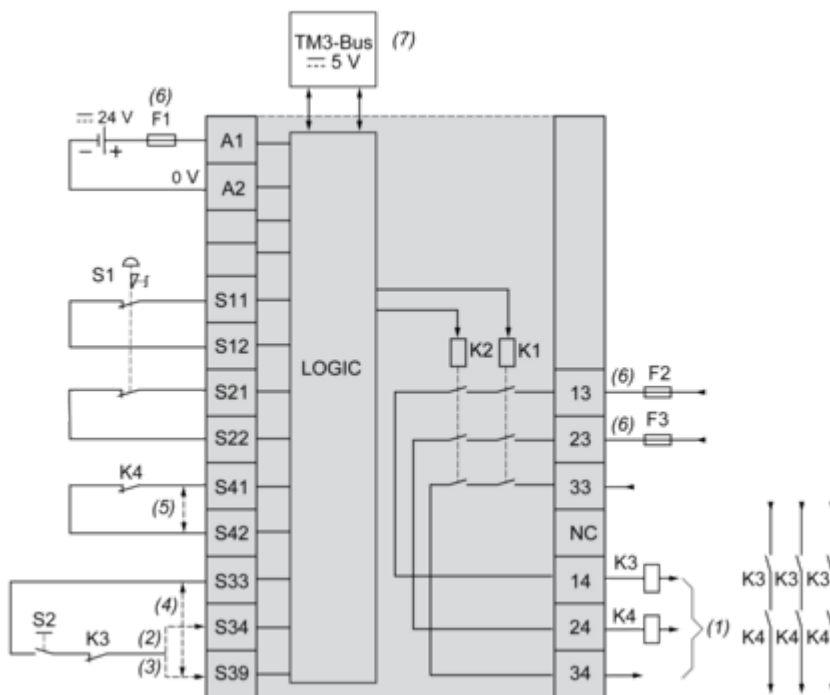 TM3-Bus (7)
⎓ 5 V
(6)
⎓ 24 V F1
− +
0 V
A1
A2
S1
S11
S12
S21
S22
K4
S41
(5)
S42
S33
(4)
S2 (2) S34
K3
(3) S39
LOGIC
K2 K1
13 (6) F2
23 (6) F3
33
NC
14 K3
24 K4 (1)
34
K3 K3 K3
K4 K4 K4